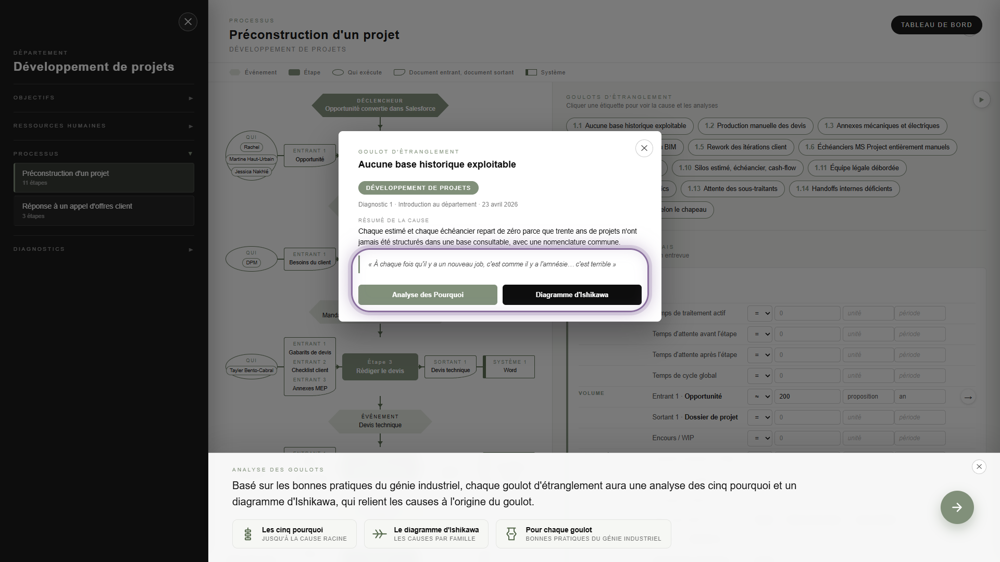 DÉPARTEMENT
Développement de projets
OBJECTIFS
RESSOURCES HUMAINES
PROCESSUS
Préconstruction d'un projet
11 étapes
Réponse à un appel d'offres client
3 étapes
DIAGNOSTICS
PROCESSUS
Préconstruction d'un projet
DÉVELOPPEMENT DE PROJETS
TABLEAU DE BORD
Événement
Étape
Qui exécute
Document entrant, document sortant
Système
DÉCLENCHEUR
Opportunité convertie dans Salesforce
QUI
Rachel
Martine Haut-Urbain
Jessica Nakhlé
ENTRANT 1
Opportunité
QUI
DPM
ENTRANT 1
Besoins du client
Manda
QUI
Tayler Bento-Cabral
ENTRANT 1
Gabarits de devis
ENTRANT 2
Checklist client
ENTRANT 3
Annexes MEP
Étape 3
Rédiger le devis
SORTANT 1
Devis technique
SYSTÈME 1
Word
ÉVÉNEMENT
Devis technique
GOULOTS D'ÉTRANGLEMENT
Cliquer une étiquette pour voir la cause et les analyses
1.1 Aucune base historique exploitable
1.2 Production manuelle des devis
1.3 Annexes mécaniques et électriques
BIM
1.5 Rework des itérations client
1.6 Échéanciers MS Project entièrement manuels
1.10 Silos estimé, échéancier, cash-flow
1.11 Équipe légale débordée
ics
1.13 Attente des sous-traitants
1.14 Handoffs internes déficients
elon le chapeau
AIS
entrevue
GOULOT D'ÉTRANGLEMENT
Aucune base historique exploitable
DÉVELOPPEMENT DE PROJETS
Diagnostic 1 · Introduction au département · 23 avril 2026
RÉSUMÉ DE LA CAUSE
Chaque estimé et chaque échéancier repart de zéro parce que trente ans de projets n'ont
jamais été structurés dans une base consultable, avec une nomenclature commune.
« À chaque fois qu'il y a un nouveau job, c'est comme il y a l'amnésie… c'est terrible »
Analyse des Pourquoi
Diagramme d'Ishikawa
mps de traitement actif = 0 unité période
Temps d'attente avant l'étape = 0 unité période
Temps d'attente après l'étape = 0 unité période
Temps de cycle global = 0 unité période
VOLUME
Entrant 1 · Opportunité ≈ 200 proposition an
Sortant 1 · Dossier de projet = 0 unité période
Encours / WIP = 0 unité période
ANALYSE DES GOULOTS
Basé sur les bonnes pratiques du génie industriel, chaque goulot d'étranglement aura une analyse des cinq pourquoi et un
diagramme d'Ishikawa, qui relient les causes à l'origine du goulot.
Les cinq pourquoi
JUSQU'À LA CAUSE RACINE
Le diagramme d'Ishikawa
LES CAUSES PAR FAMILLE
Pour chaque goulot
BONNES PRATIQUES DU GÉNIE INDUSTRIEL